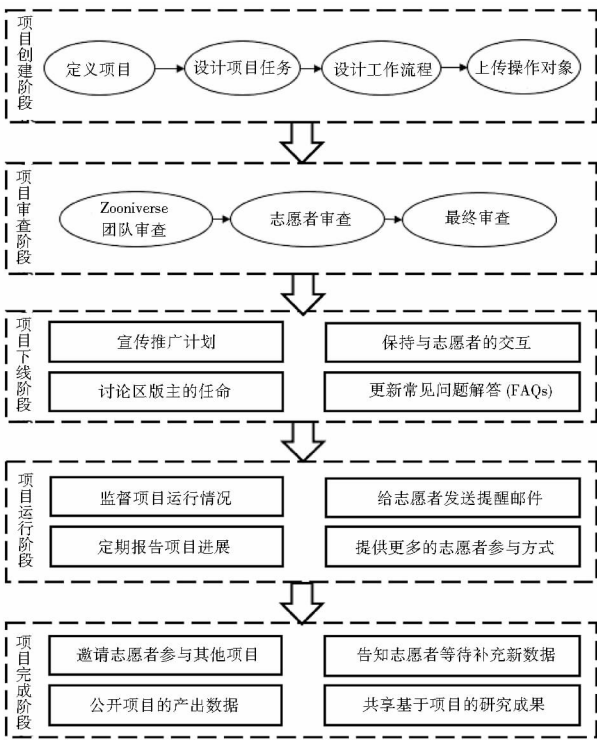 项目创建阶段
定义项目
设计项目任务
设计工作流程
上传操作对象
项目审查阶段
Zooniverse
团队审查
志愿者审查
最终审查
项目下线阶段
宣传推广计划
保持与志愿者的交互
讨论区版主的任命
更新常见问题解答(FAQs)
项目运行阶段
监督项目运行情况
给志愿者发送提醒邮件
定期报告项目进展
提供更多的志愿者参与方式
项目完成阶段
邀请志愿者参与其他项目
告知志愿者等待补充新数据
公开项目的产出数据
共享基于项目的研究成果